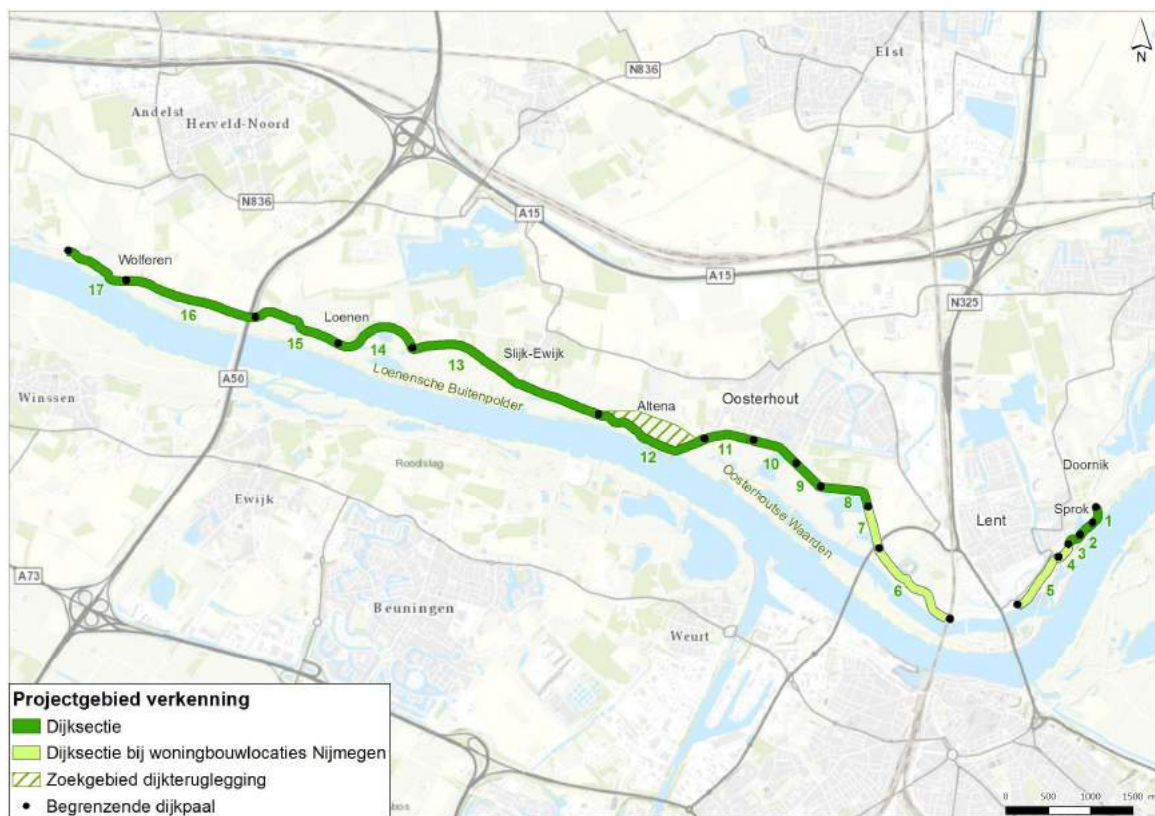 N
N836
Elst
Andelst
Herveld-Noord
N836
A15
A15
N325
Wolferen
17
16
Loenen
15
14
13
Slijk-Ewijk
Loenensche Buitenpolder
A50
Winssen
Altena
Oosterhout
12
11
10
9
8
7
6
Oosterhoutse Waarden
Doornik
Sprok
Lent
1
2
3
4
5
Roodslag
Ewijk
A73
Beuningen
Weurt
Projectgebied verkenning
Dijksectie
Dijksectie bij woningbouwlocaties Nijmegen
Zoekgebied dijkteruglegging
Begrenzende dijkpaal
0 500 1000 1500 m